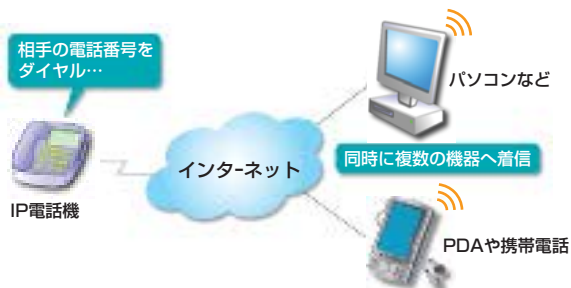 相手の電話番号を
ダイヤル…
パソコンなど
インターネット
同時に複数の機器へ着信
IP電話機
PDAや携帯電話